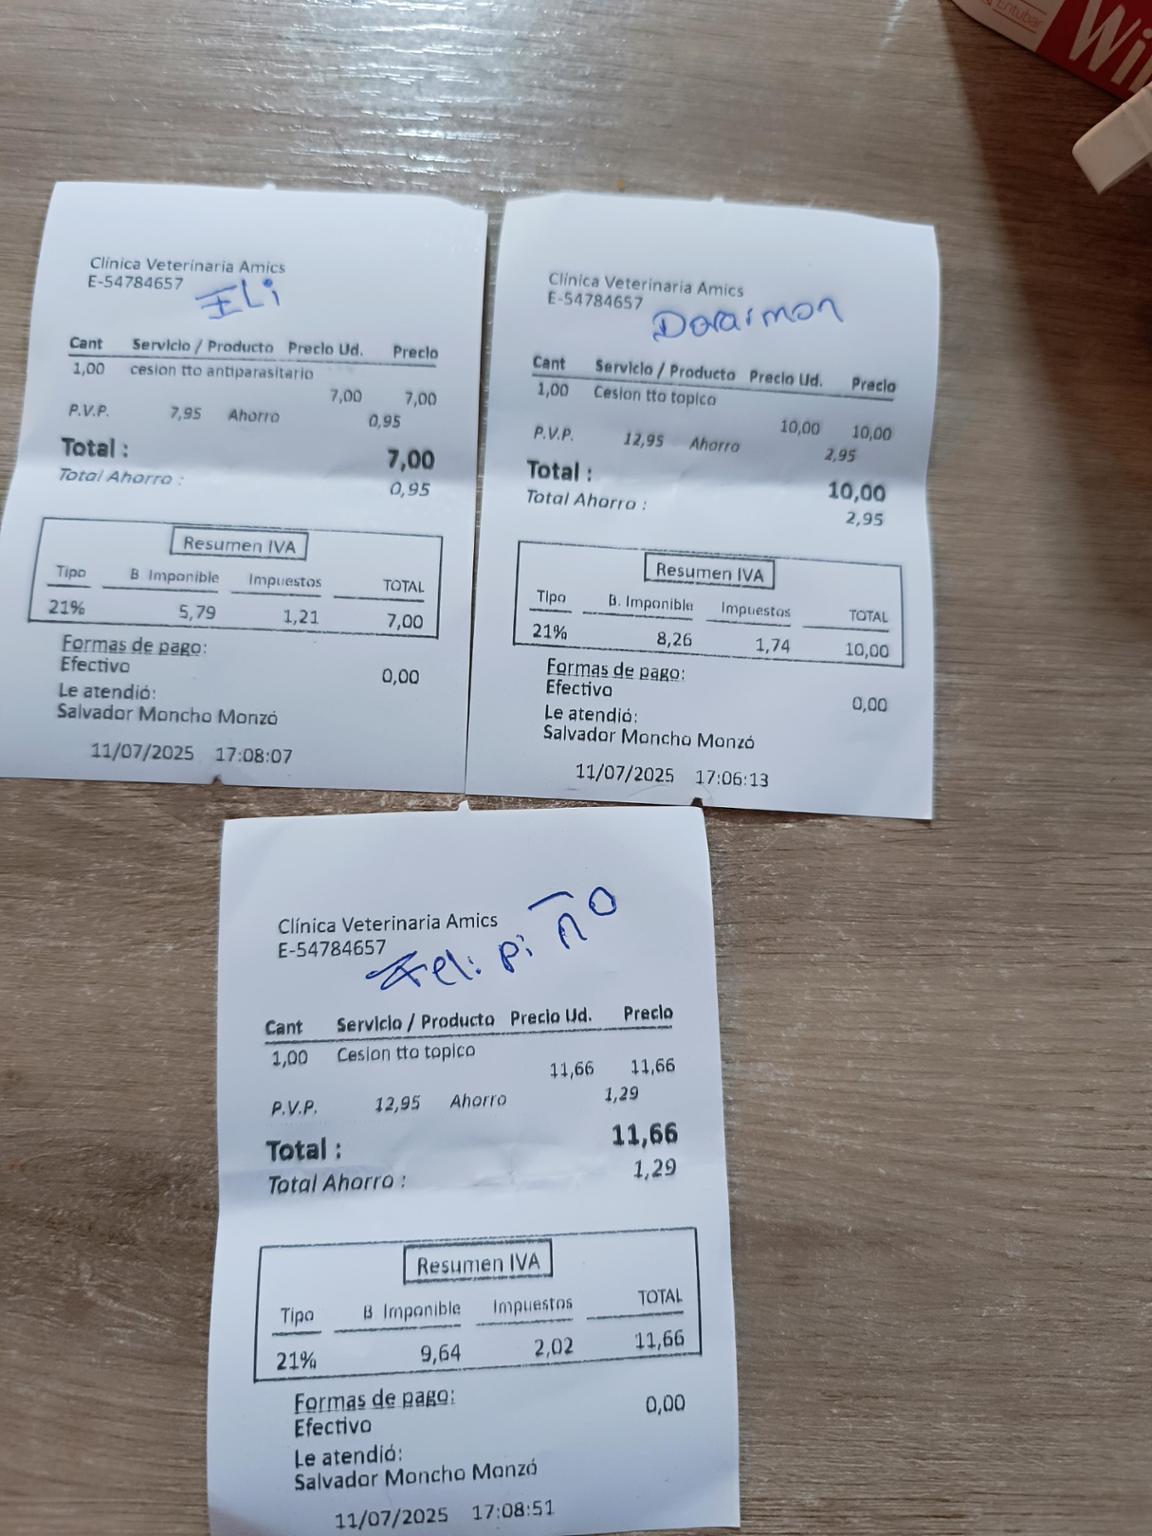 & Entubar
Wi
Clínica Veterinaria Amics
E-54784657
ELi
Cant Servicio / Producto Precio Ud. Precio
1,00 cesion tto antiparasitario
7,00 7,00
P.V.P. 7,95 Ahorro 0,95
Total : 7,00
Total Ahorro : 0,95
Resumen IVA
Tipo B Imponible Impuestos TOTAL
21% 5,79 1,21 7,00
Formas de pago:
Efectivo 0,00
Le atendió:
Salvador Moncho Monzó
11/07/2025 17:08:07
Clínica Veterinaria Amics
E-54784657
Doraimon
Cant Servicio / Producto Precio Ud. Precio
1,00 Cesion tto topico
10,00 10,00
P.V.P. 12,95 Ahorro 2,95
Total : 10,00
Total Ahorro : 2,95
Resumen IVA
Tipo B. Imponible Impuestos TOTAL
21% 8,26 1,74 10,00
Formas de pago:
Efectivo 0,00
Le atendió:
Salvador Moncho Monzó
11/07/2025 17:06:13
Clínica Veterinaria Amics
E-54784657
Felipiño
Cant Servicio / Producto Precio Ud. Precio
1,00 Cesion tto topico
11,66 11,66
P.V.P. 12,95 Ahorro 1,29
Total : 11,66
Total Ahorro : 1,29
Resumen IVA
Tipo B Imponible Impuestos TOTAL
21% 9,64 2,02 11,66
Formas de pago:
Efectivo 0,00
Le atendió:
Salvador Moncho Monzó
11/07/2025 17:08:51